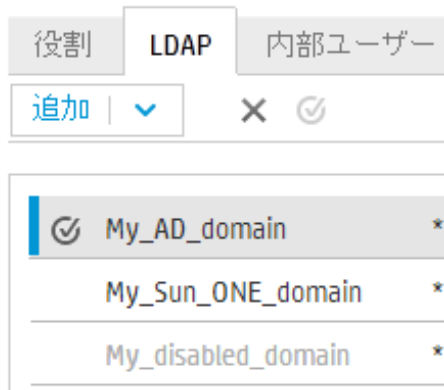 役割 LDAP 内部ユーザー
追加
My_AD_domain *
My_Sun_ONE_domain *
My_disabled_domain *